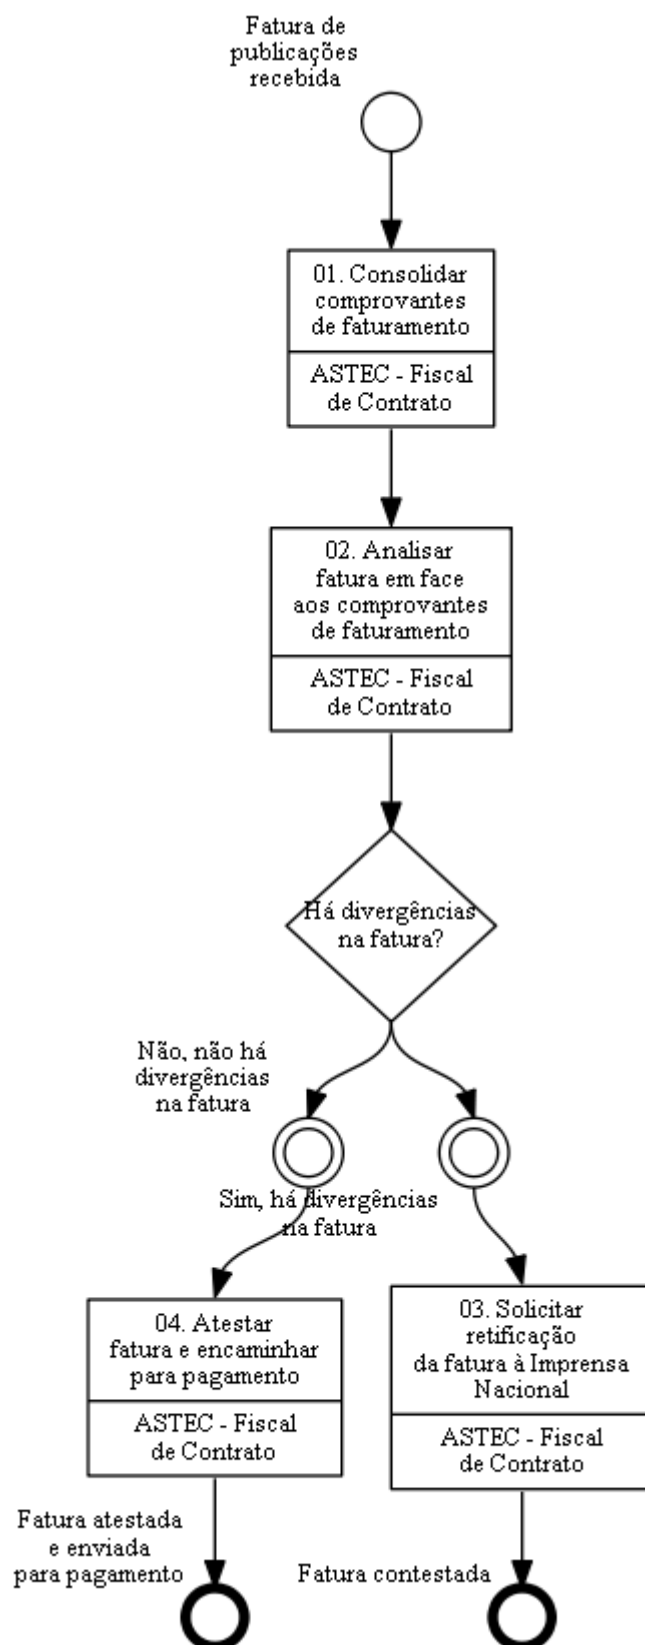 Fatura de
publicações
recebida
01. Consolidar
comprovantes
de faturamento
ASTEC - Fiscal
de Contrato
02. Analisar
fatura em face
aos comprovantes
de faturamento
ASTEC - Fiscal
de Contrato
Há divergências
na fatura?
Não, não há
divergências
na fatura
Sim, há divergências
na fatura
04. Atestar
fatura e encaminhar
para pagamento
ASTEC - Fiscal
de Contrato
03. Solicitar
retificação
da fatura à Imprensa
Nacional
ASTEC - Fiscal
de Contrato
Fatura atestada
e enviada
para pagamento
Fatura contestada